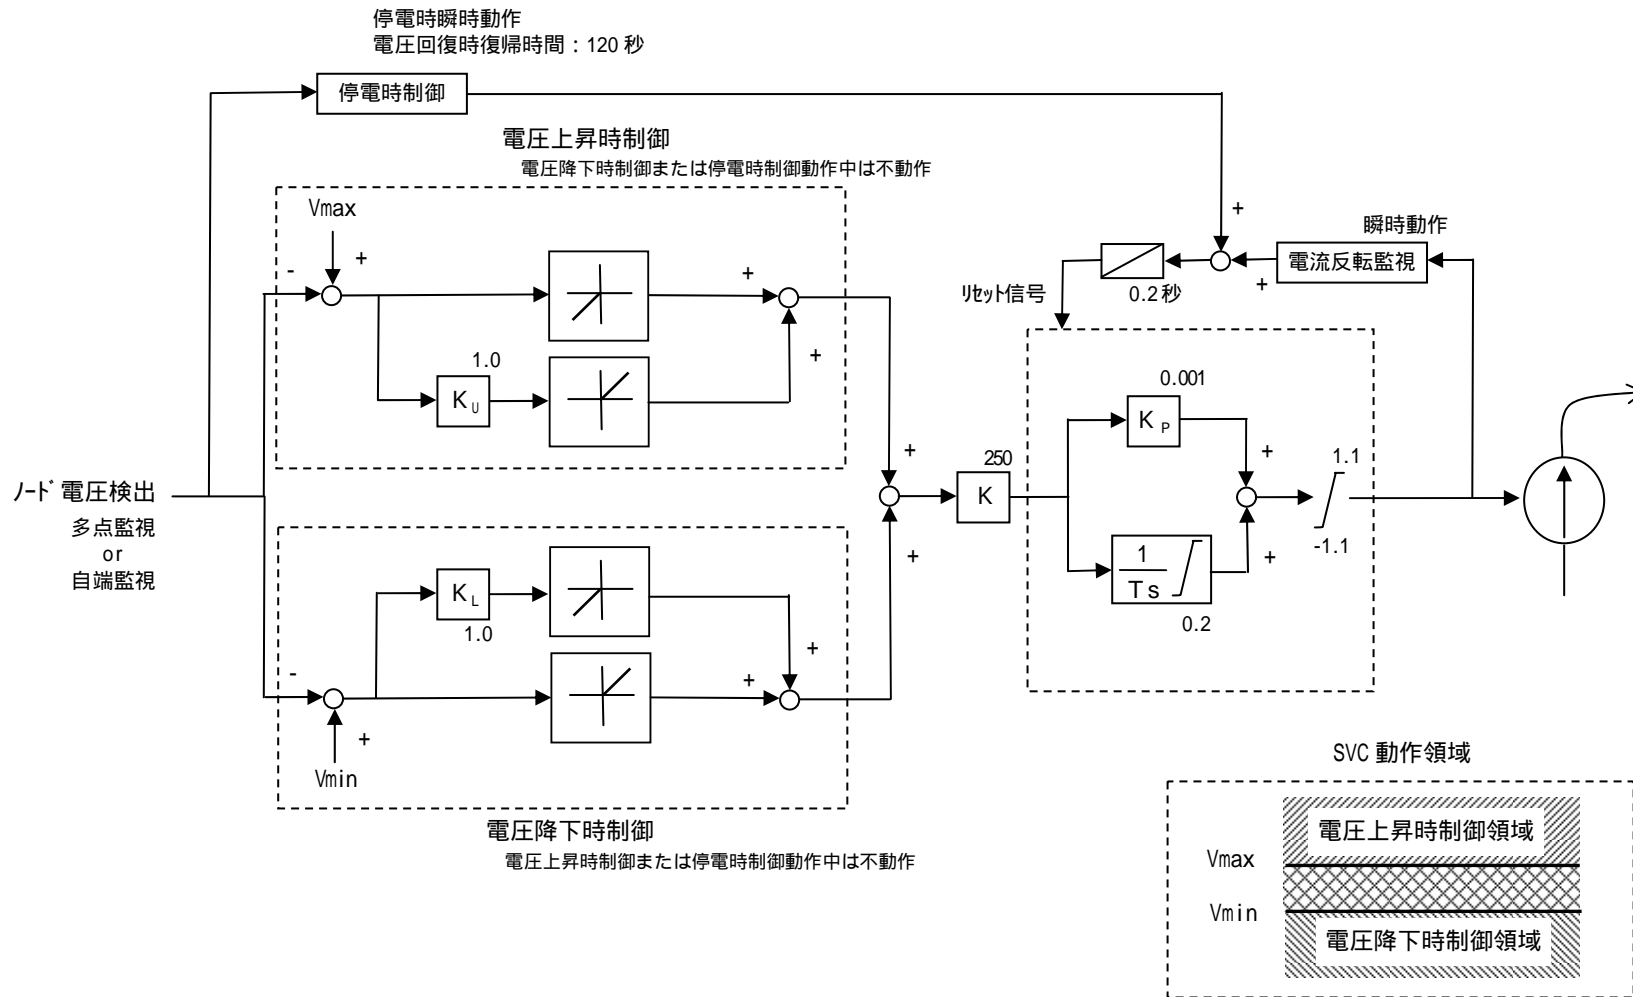 停電時瞬時動作
電圧回復時復帰時間：120 秒
停電時制御
電圧上昇時制御
電圧降下時制御または停電時制御動作中は不動作
Vmax
+
-
+
+
1.0
K U
ﾉｰﾄﾞ電圧検出
多点監視
or
自端監視
K L
1.0
-
+
+
+
Vmin
電圧降下時制御
電圧上昇時制御または停電時制御動作中は不動作
+
+
250
K
+
瞬時動作
電流反転監視
+
0.2 秒
ﾘｾｯﾄ信号
0.001
K P
+
1.1
-1.1
1
Ts
+
0.2
SVC 動作領域
電圧上昇時制御領域
Vmax
Vmin
電圧降下時制御領域